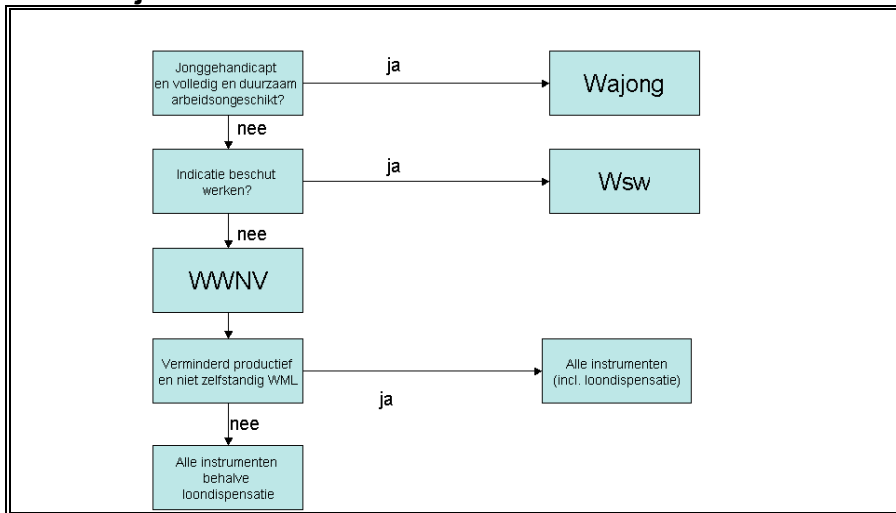 Jonggehandicapt
en volledig en duurzaam
arbeidsongeschikt?
ja
Wajong
nee
Indicatie beschut
werken?
ja
Wsw
nee
WWNV
Verminderd productief
en niet zelfstandig WML
ja
Alle instrumenten
(incl. loondispensatie)
nee
Alle instrumenten
behalve
loondispensatie